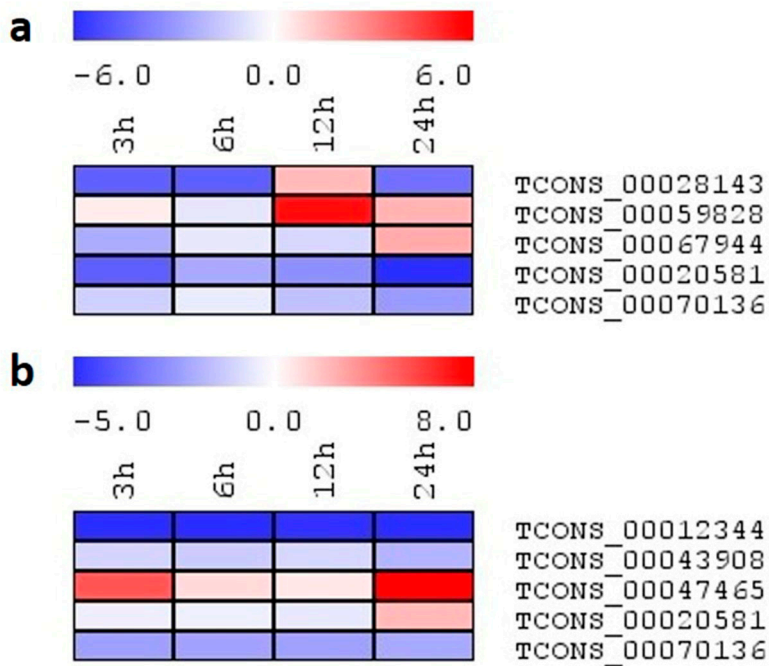 a
-6.0 0.0 6.0
3h 6h 12h 24h
TCONS_00028143
TCONS_00059828
TCONS_00067944
TCONS_00020581
TCONS_00070136
b
-5.0 0.0 8.0
3h 6h 12h 24h
TCONS_00012344
TCONS_00043908
TCONS_00047465
TCONS_00020581
TCONS_00070136